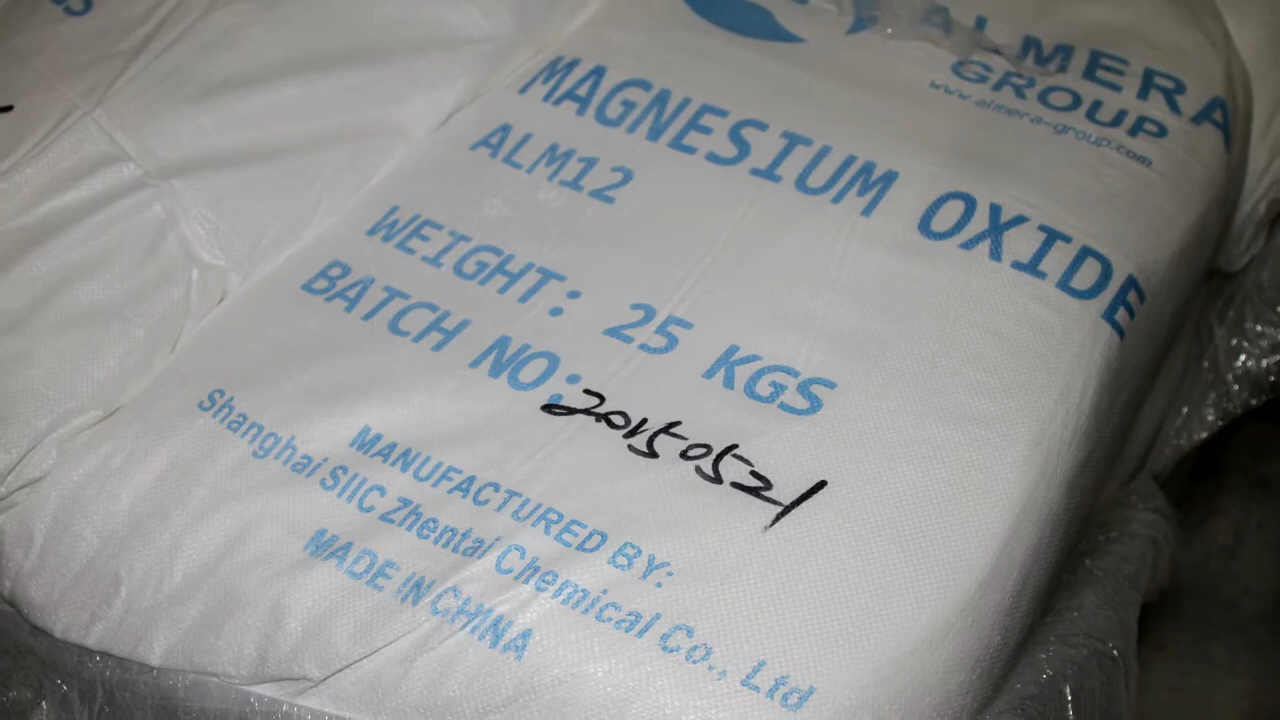 ALMERA
GROUP
www.almera-group.com
MAGNESIUM OXIDE
ALM12
WEIGHT: 25 KGS
BATCH NO: 20150521
MANUFACTURED BY:
Shanghai SIIC Zhentai Chemical Co., Ltd
MADE IN CHINA